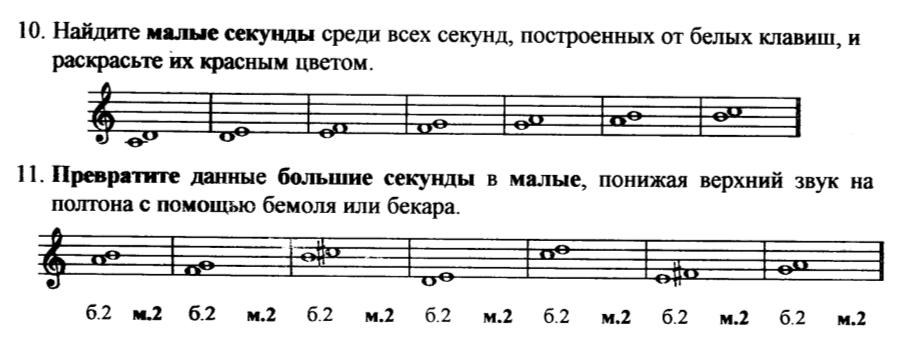 10. Найдите малые секунды среди всех секунд, построенных от белых клавиш, и
раскрасьте их красным цветом.
11. Превратите данные большие секунды в малые, понижая верхний звук на
полтона с помощью бемоля или бекара.
б.2 м.2 б.2 м.2 б.2 м.2 б.2 м.2 б.2 м.2 б.2 м.2 б.2 м.2